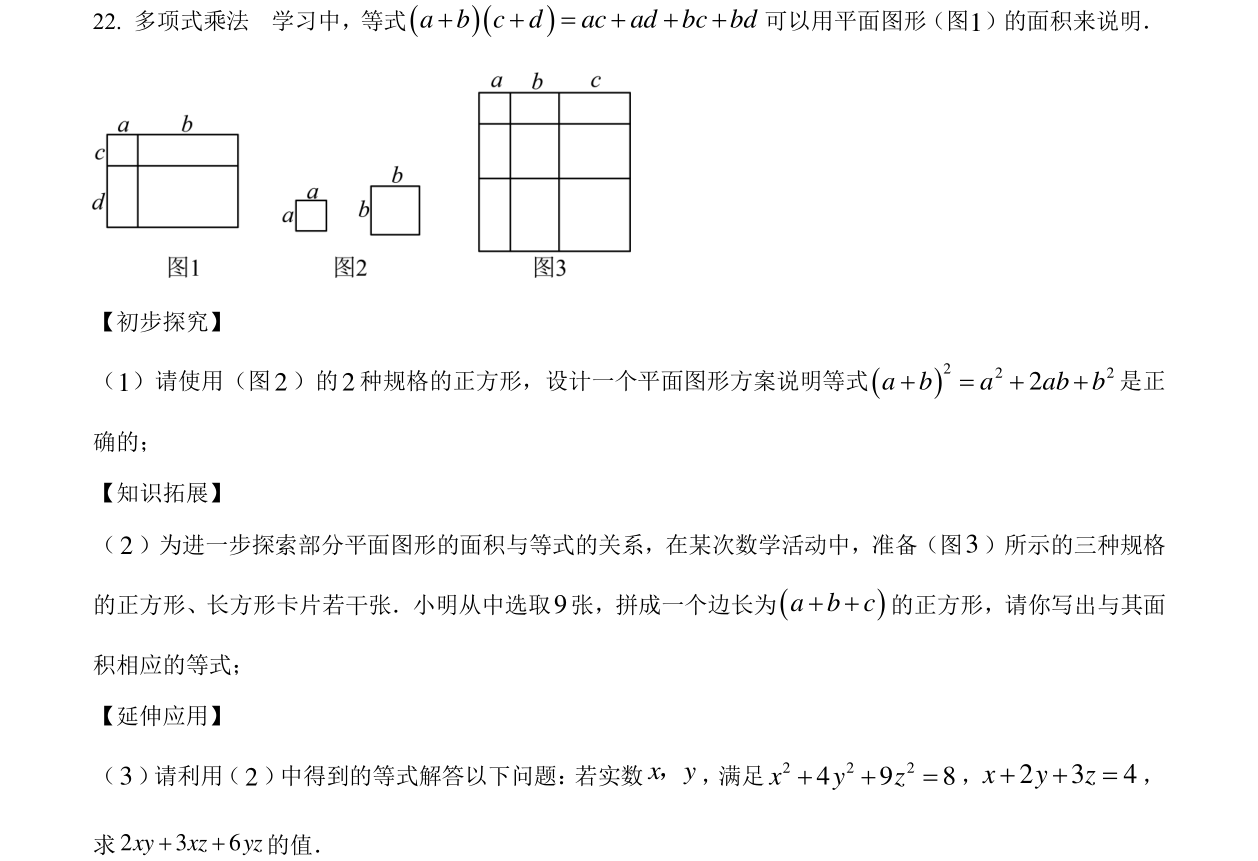 22. 多项式乘法 学习中，等式(a+b)(c+d)=ac+ad+bc+bd 可以用平面图形（图1）的面积来说明．
a b c
a b
c
b
a
d
a
b
图1
图2
图3
【初步探究】
（1）请使用（图2）的2种规格的正方形，设计一个平面图形方案说明等式(a+b)²=a²+2ab+b² 是正
确的；
【知识拓展】
（2）为进一步探索部分平面图形的面积与等式的关系，在某次数学活动中，准备（图3）所示的三种规格
的正方形、长方形卡片若干张．小明从中选取9张，拼成一个边长为(a+b+c)的正方形，请你写出与其面
积相应的等式；
【延伸应用】
（3）请利用（2）中得到的等式解答以下问题：若实数 x，y，满足 x²+4y²+9z²=8，x+2y+3z=4，
求 2xy+3xz+6yz 的值．